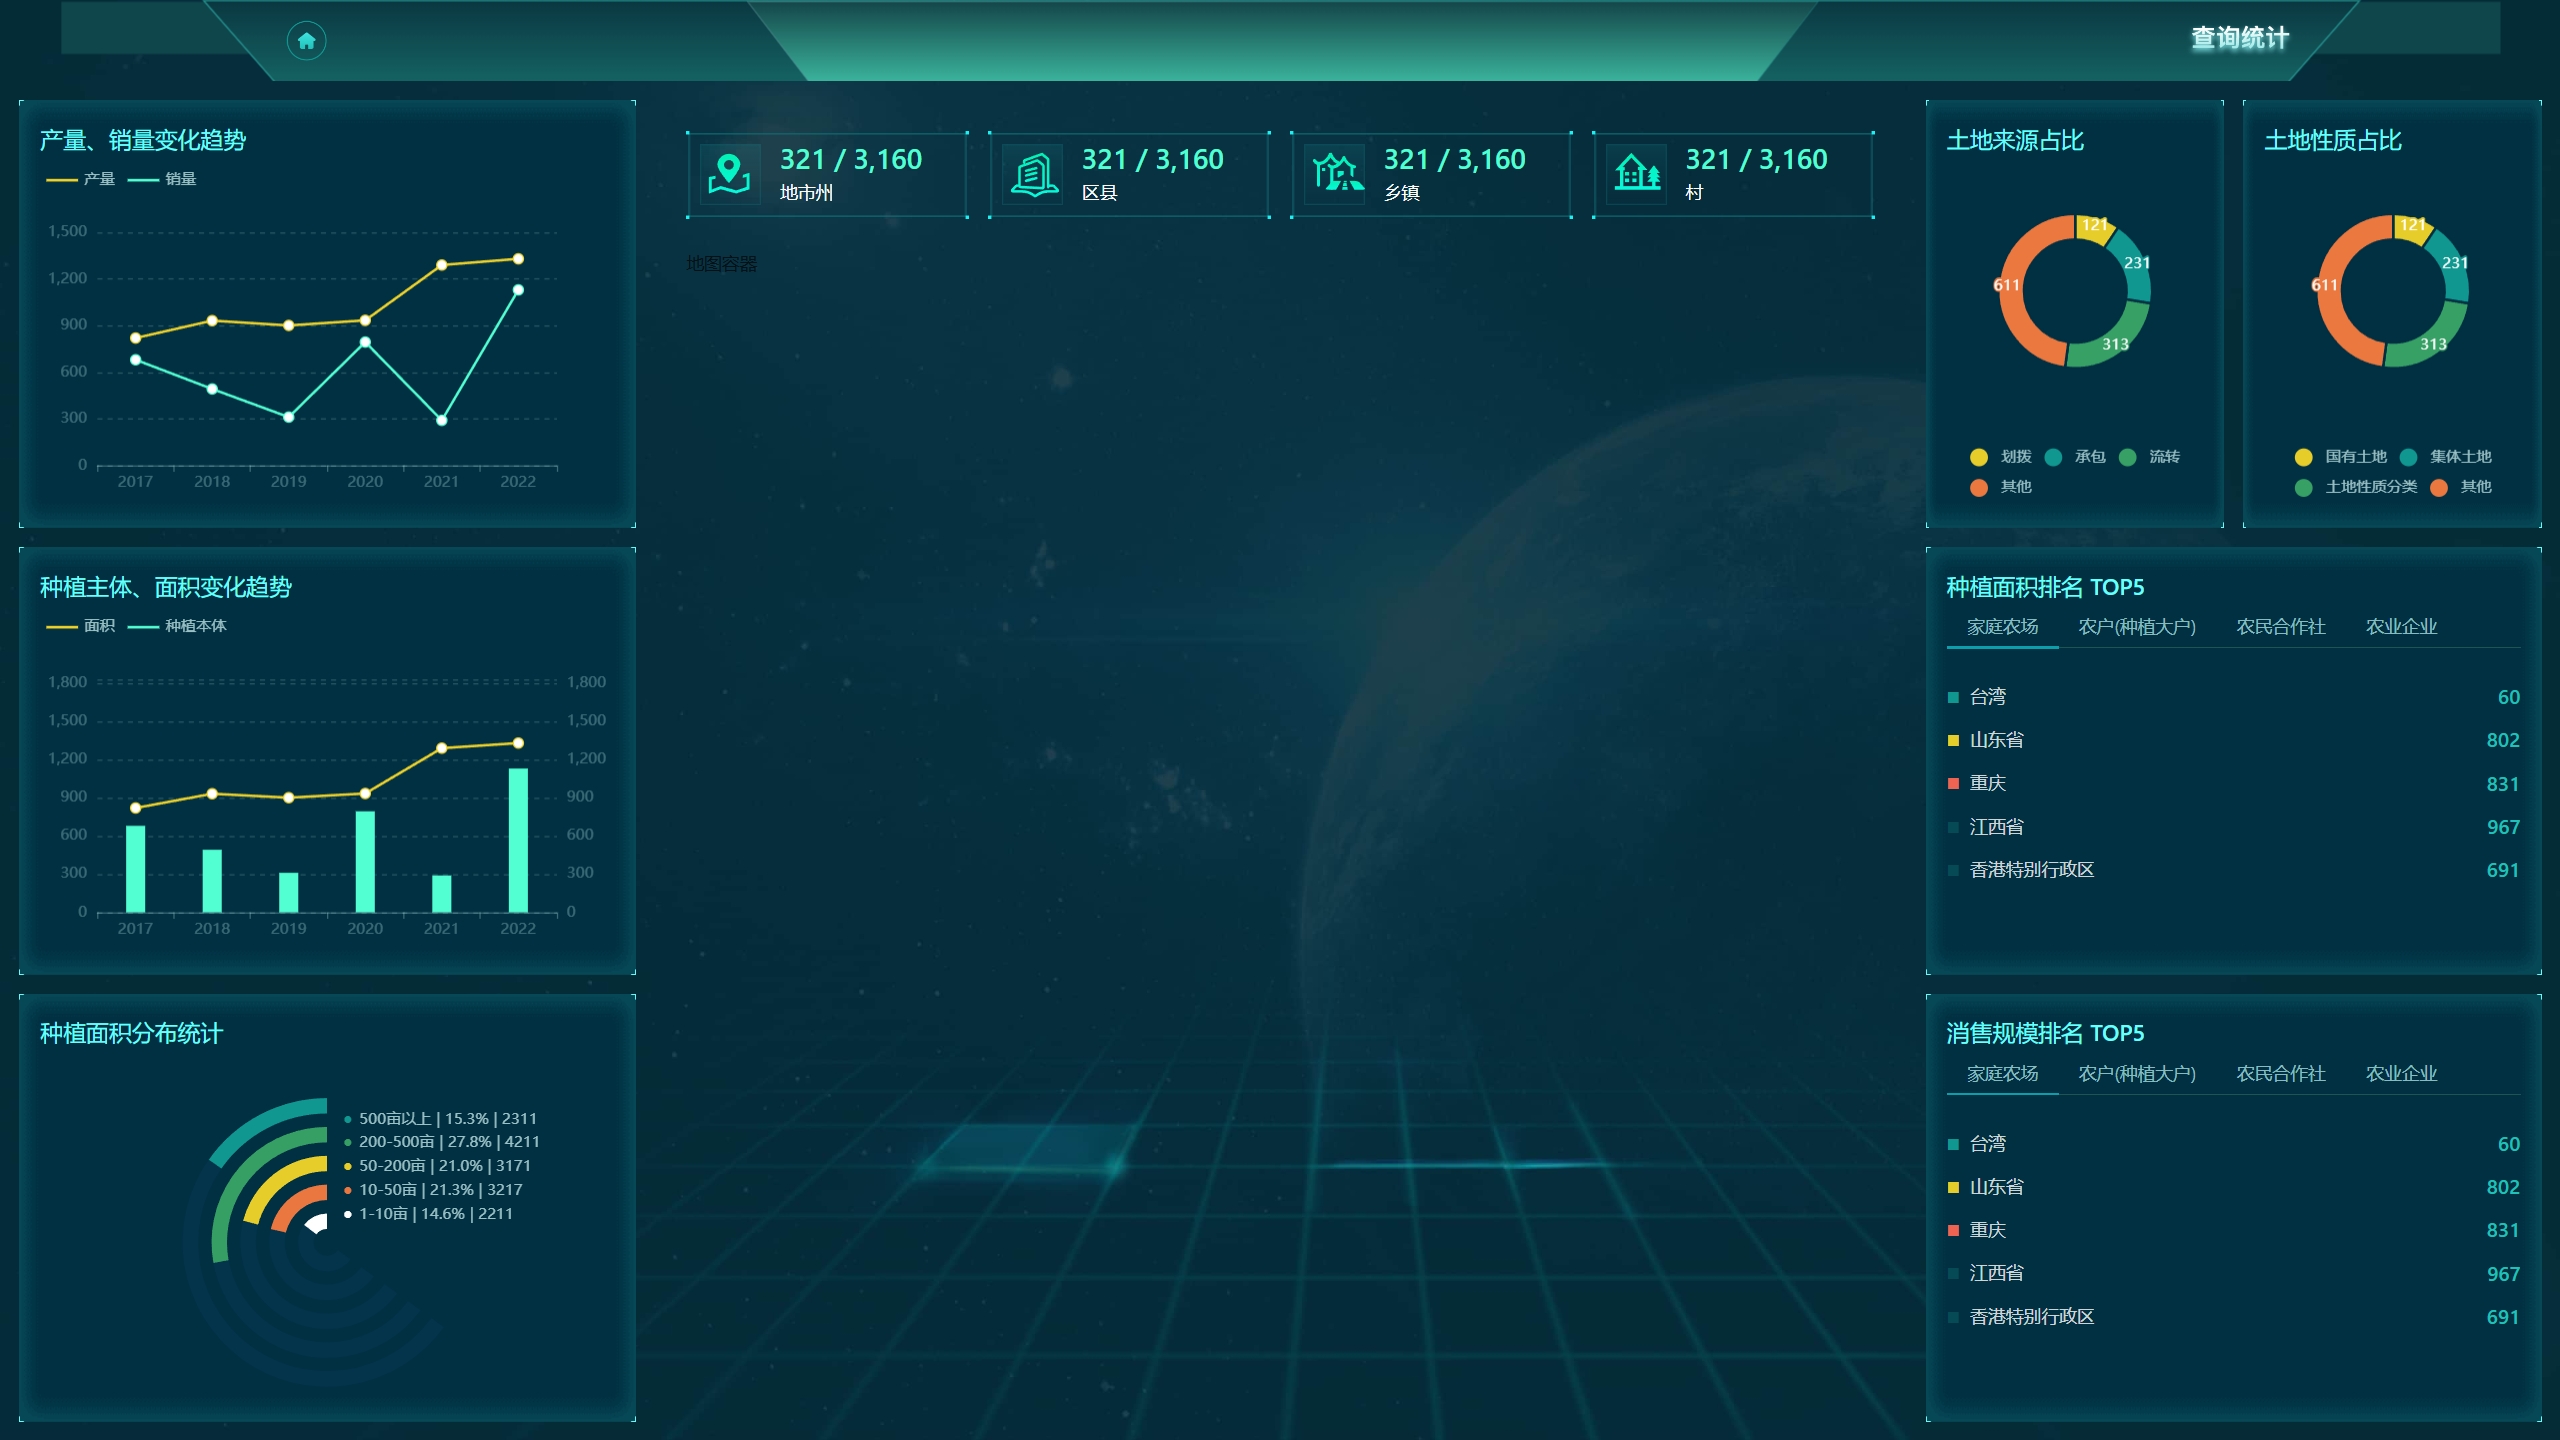 查询统计
产量、销量变化趋势
产量 销量
1,500
1,200
900
600
300
0
2017 2018 2019 2020 2021 2022
种植主体、面积变化趋势
面积 种植本体
1,800 1,800
1,500 1,500
1,200 1,200
900 900
600 600
300 300
0 0
2017 2018 2019 2020 2021 2022
种植面积分布统计
500亩以上 | 15.3% | 2311
200-500亩 | 27.8% | 4211
50-200亩 | 21.0% | 3171
10-50亩 | 21.3% | 3217
1-10亩 | 14.6% | 2211
321 / 3,160
地市州
321 / 3,160
区县
321 / 3,160
乡镇
321 / 3,160
村
地图容器
土地来源占比
121
231
611
313
划拨 承包 流转
其他
土地性质占比
121
231
611
313
国有土地 集体土地
土地性质分类 其他
种植面积排名 TOP5
家庭农场 农户(种植大户) 农民合作社 农业企业
台湾 60
山东省 802
重庆 831
江西省 967
香港特别行政区 691
消售规模排名 TOP5
家庭农场 农户(种植大户) 农民合作社 农业企业
台湾 60
山东省 802
重庆 831
江西省 967
香港特别行政区 691